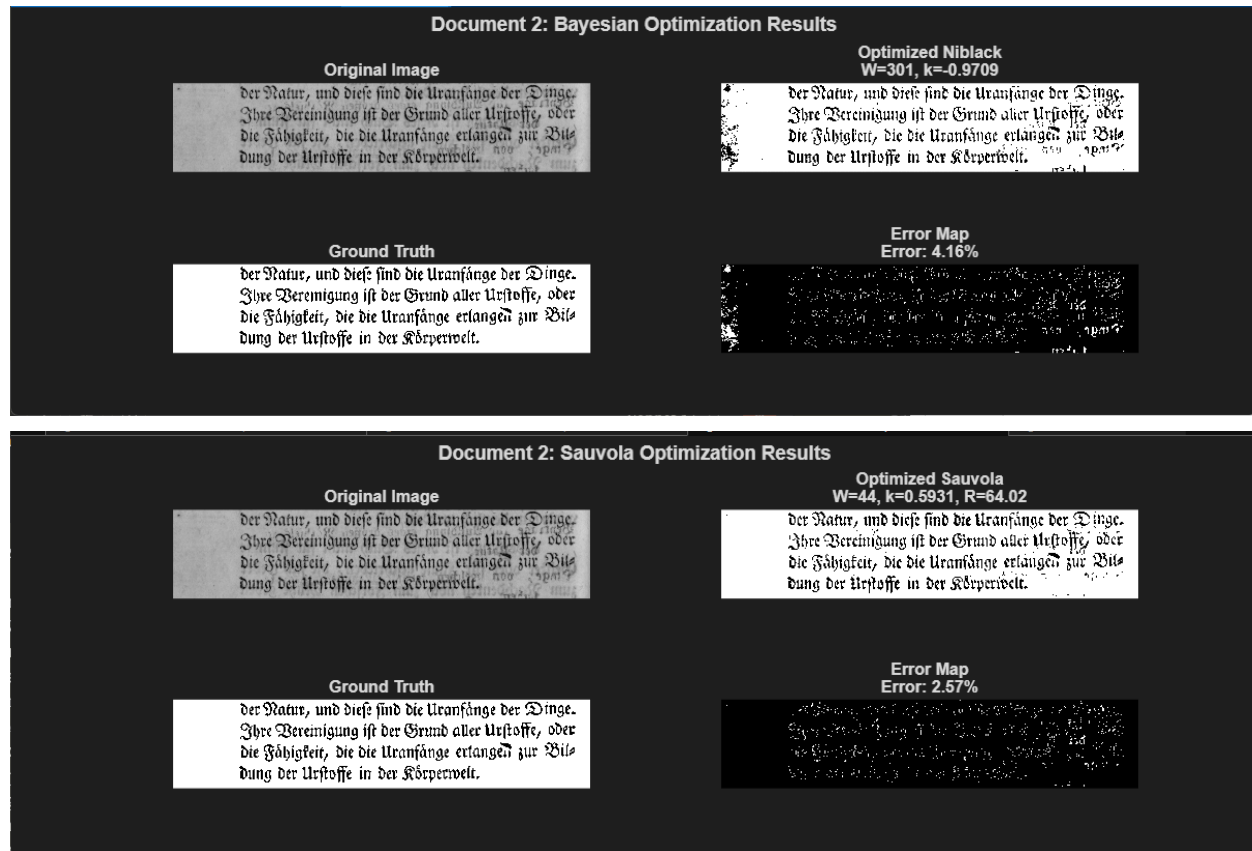 Document 2: Bayesian Optimization Results
Original Image
der Natur, und diese sind die Uranfänge der Dinge.
Ihre Vereinigung ist der Grund aller Urstoffe, oder
die Fähigkeit, die die Uranfänge erlangen zur Bil-
dung der Urstoffe in der Körperwelt.
Optimized Niblack
W=301, k=-0.9709
der Natur, und diese sind die Uranfänge der Dinge.
Ihre Vereinigung ist der Grund aller Urstoffe, oder
die Fähigkeit, die die Uranfänge erlangen zur Bil-
dung der Urstoffe in der Körperwelt.
Ground Truth
der Natur, und diese sind die Uranfänge der Dinge.
Ihre Vereinigung ist der Grund aller Urstoffe, oder
die Fähigkeit, die die Uranfänge erlangen zur Bil-
dung der Urstoffe in der Körperwelt.
Error Map
Error: 4.16%
Document 2: Sauvola Optimization Results
Original Image
der Natur, und diese sind die Uranfänge der Dinge.
Ihre Vereinigung ist der Grund aller Urstoffe, oder
die Fähigkeit, die die Uranfänge erlangen zur Bil-
dung der Urstoffe in der Körperwelt.
Optimized Sauvola
W=44, k=0.5931, R=64.02
der Natur, und diese sind die Uranfänge der Dinge.
Ihre Vereinigung ist der Grund aller Urstoffe, oder
die Fähigkeit, die die Uranfänge erlangen zur Bil-
dung der Urstoffe in der Körperwelt.
Ground Truth
der Natur, und diese sind die Uranfänge der Dinge.
Ihre Vereinigung ist der Grund aller Urstoffe, oder
die Fähigkeit, die die Uranfänge erlangen zur Bil-
dung der Urstoffe in der Körperwelt.
Error Map
Error: 2.57%